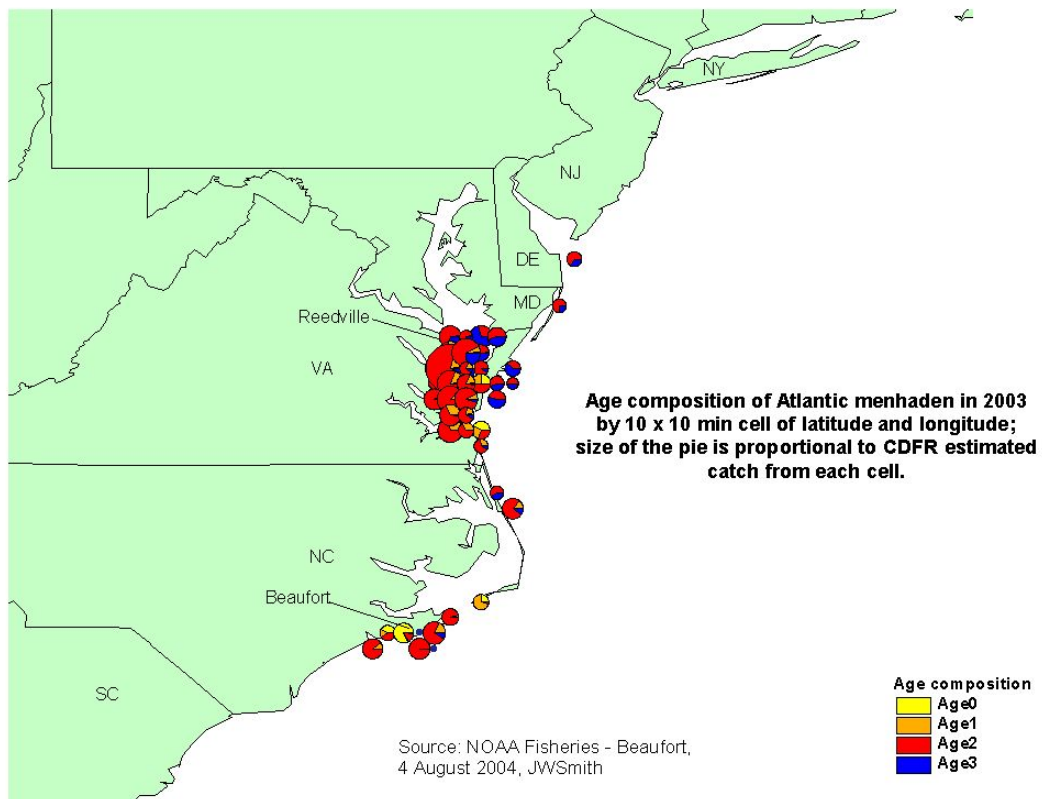 NY
NJ
DE
MD
Reedville
VA
Age composition of Atlantic menhaden in 2003
by 10 x 10 min cell of latitude and longitude;
size of the pie is proportional to CDFR estimated
catch from each cell.
NC
Beaufort
SC
Age composition
Age0
Age1
Age2
Age3
Source: NOAA Fisheries - Beaufort,
4 August 2004, JWSmith